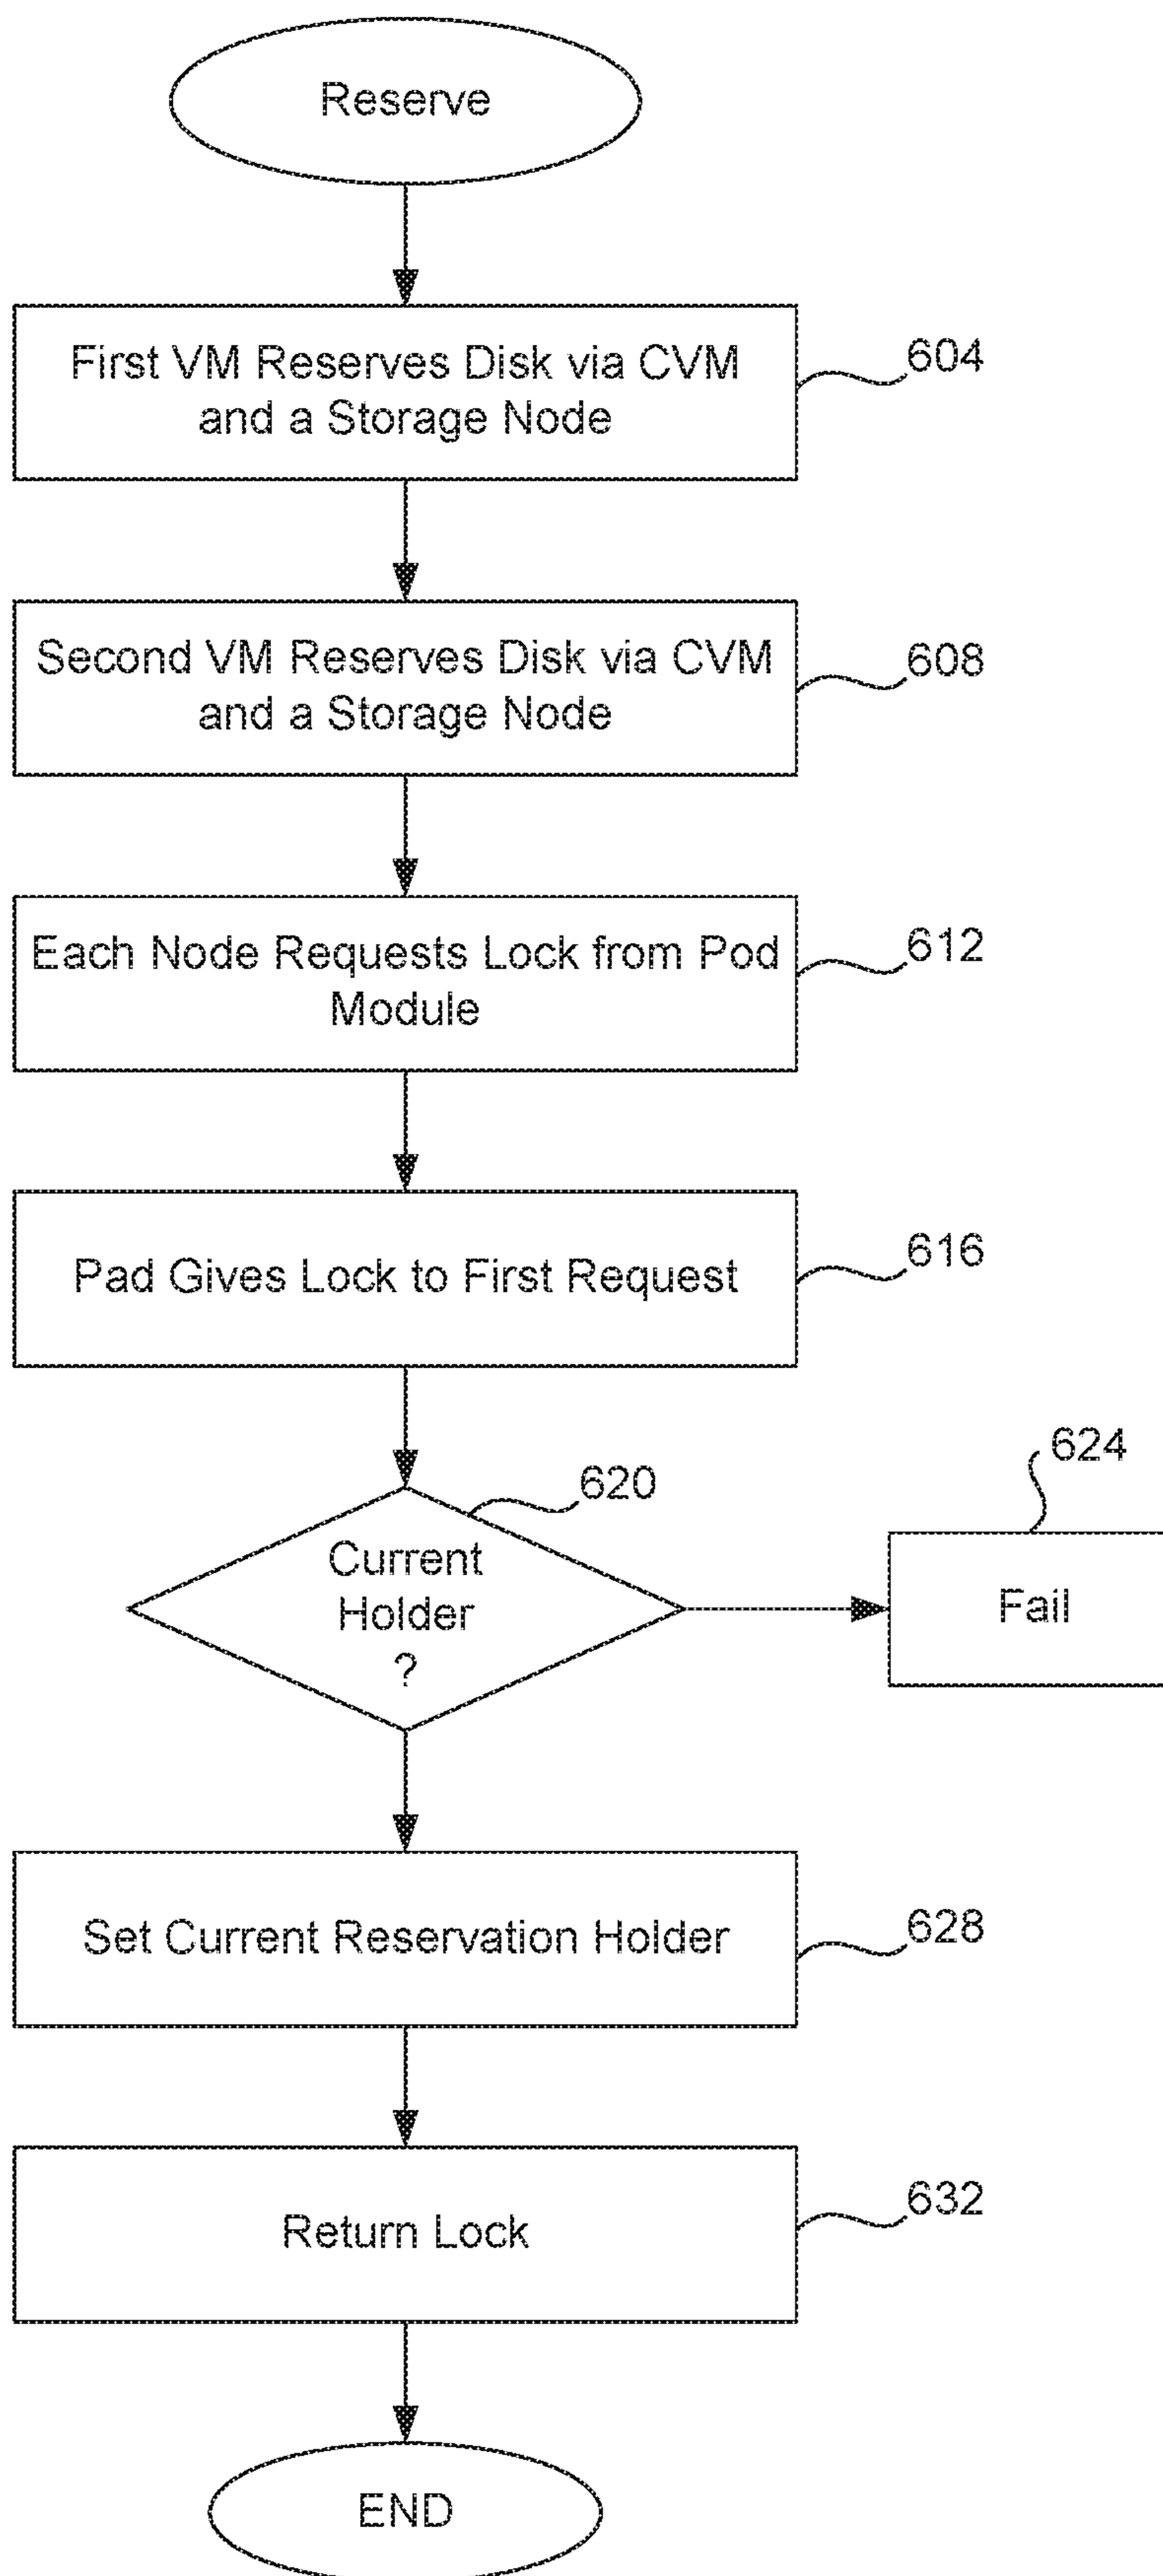 Reserve
First VM Reserves Disk via CVM
and a Storage Node
604
Second VM Reserves Disk via CVM
and a Storage Node
608
Each Node Requests Lock from Pod
Module
612
Pad Gives Lock to First Request
616
620
Current
Holder
?
624
Fail
Set Current Reservation Holder
628
Return Lock
632
END